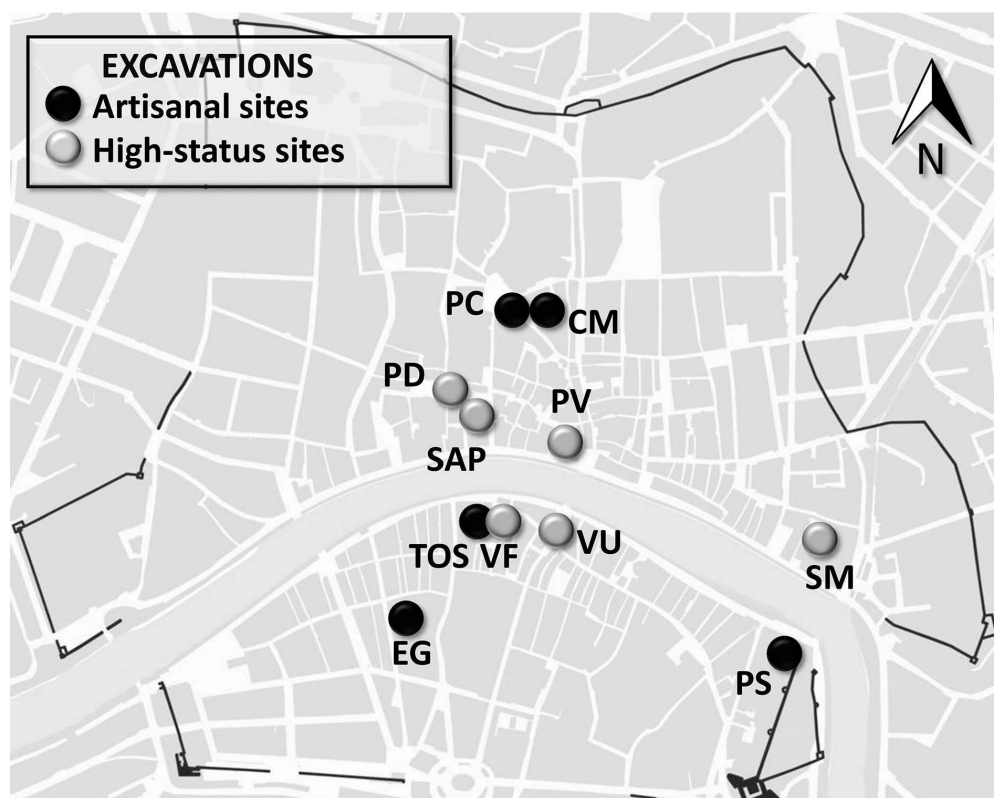 EXCAVATIONS
Artisanal sites
High-status sites
N
PC
CM
PD
PV
SAP
TOS VF
VU
SM
EG
PS